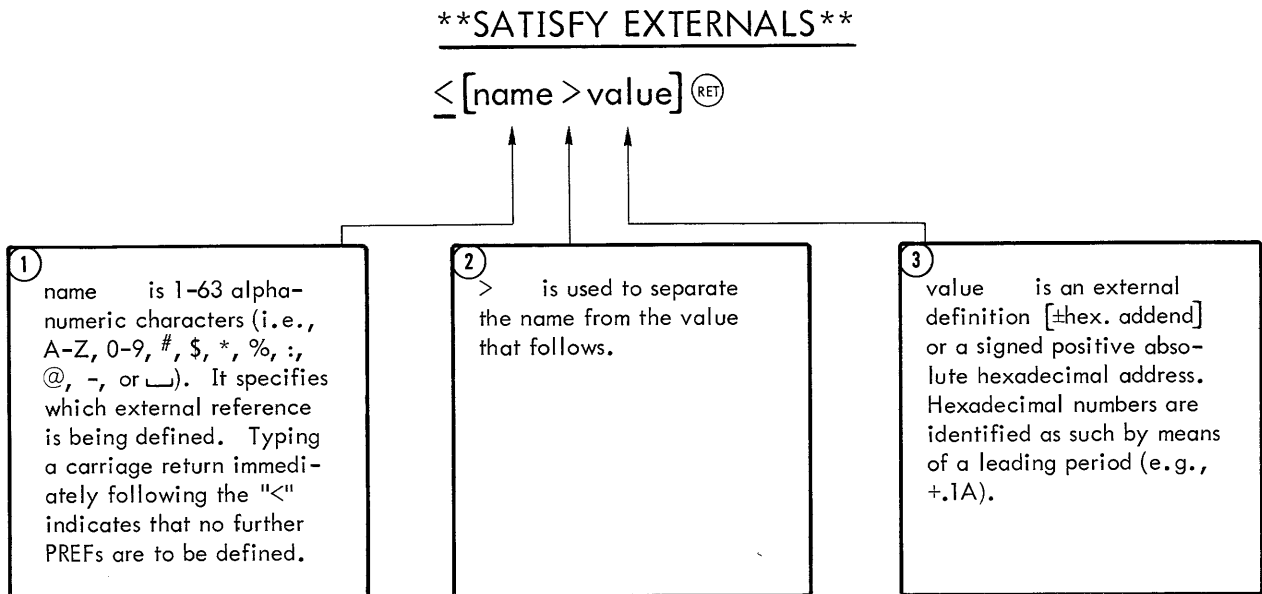 **SATISFY EXTERNALS**
<[name > value] RET
1
name is 1-63 alpha-
numeric characters (i.e.,
A-Z, 0-9, #, $, *, %, :,
@, -, or ⎵). It specifies
which external reference
is being defined. Typing
a carriage return immedi-
ately following the "<"
indicates that no further
PREFs are to be defined.
2
> is used to separate
the name from the value
that follows.
3
value is an external
definition [±hex. addend]
or a signed positive abso-
lute hexadecimal address.
Hexadecimal numbers are
identified as such by means
of a leading period (e.g.,
+.1A).